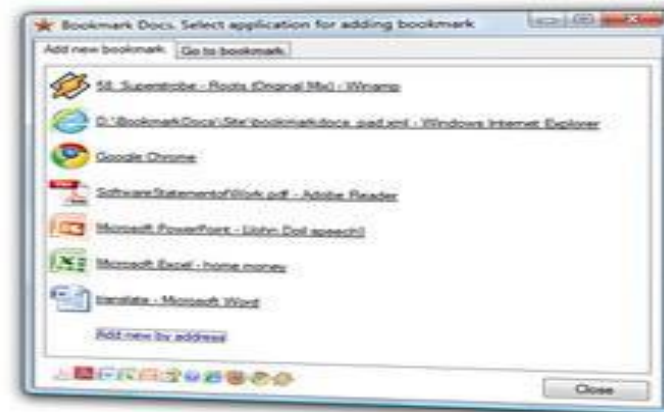 Bookmark Docs. Select application for adding bookmark
Add new bookmark Go to bookmark
58. Superstrobe - Roots (Original Mix) - Winamp
D:\BookmarkDocs\Site\bookmarkdocs_pad.xml - Windows Internet Explorer
Google Chrome
SoftwareStatementofWork.pdf - Adobe Reader
Microsoft PowerPoint - [John Doil speech]
Microsoft Excel - home money
translate - Microsoft Word
Add new by address
Close